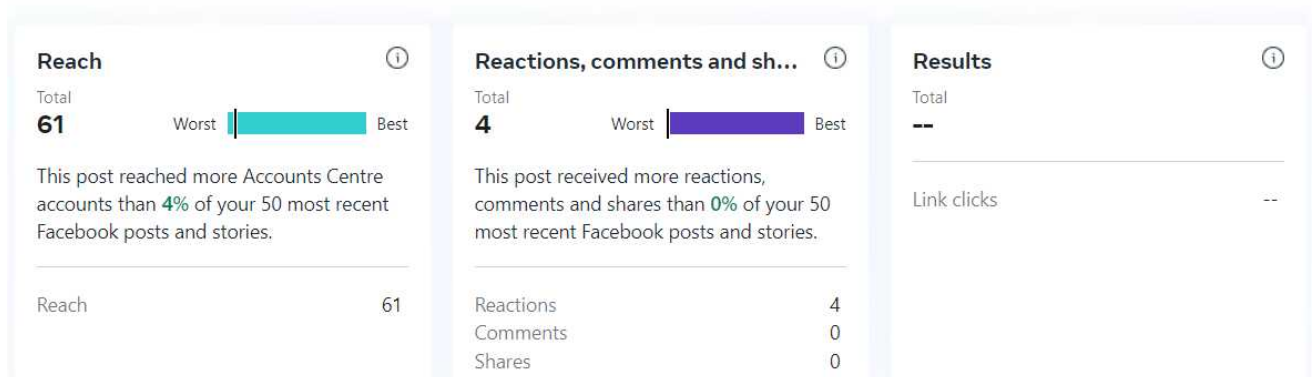 Reach
Total
61
Worst
Best
This post reached more Accounts Centre
accounts than 4% of your 50 most recent
Facebook posts and stories.
Reach 61
Reactions, comments and sh...
Total
4
Worst
Best
This post received more reactions,
comments and shares than 0% of your 50
most recent Facebook posts and stories.
Reactions 4
Comments 0
Shares 0
Results
Total
--
Link clicks --